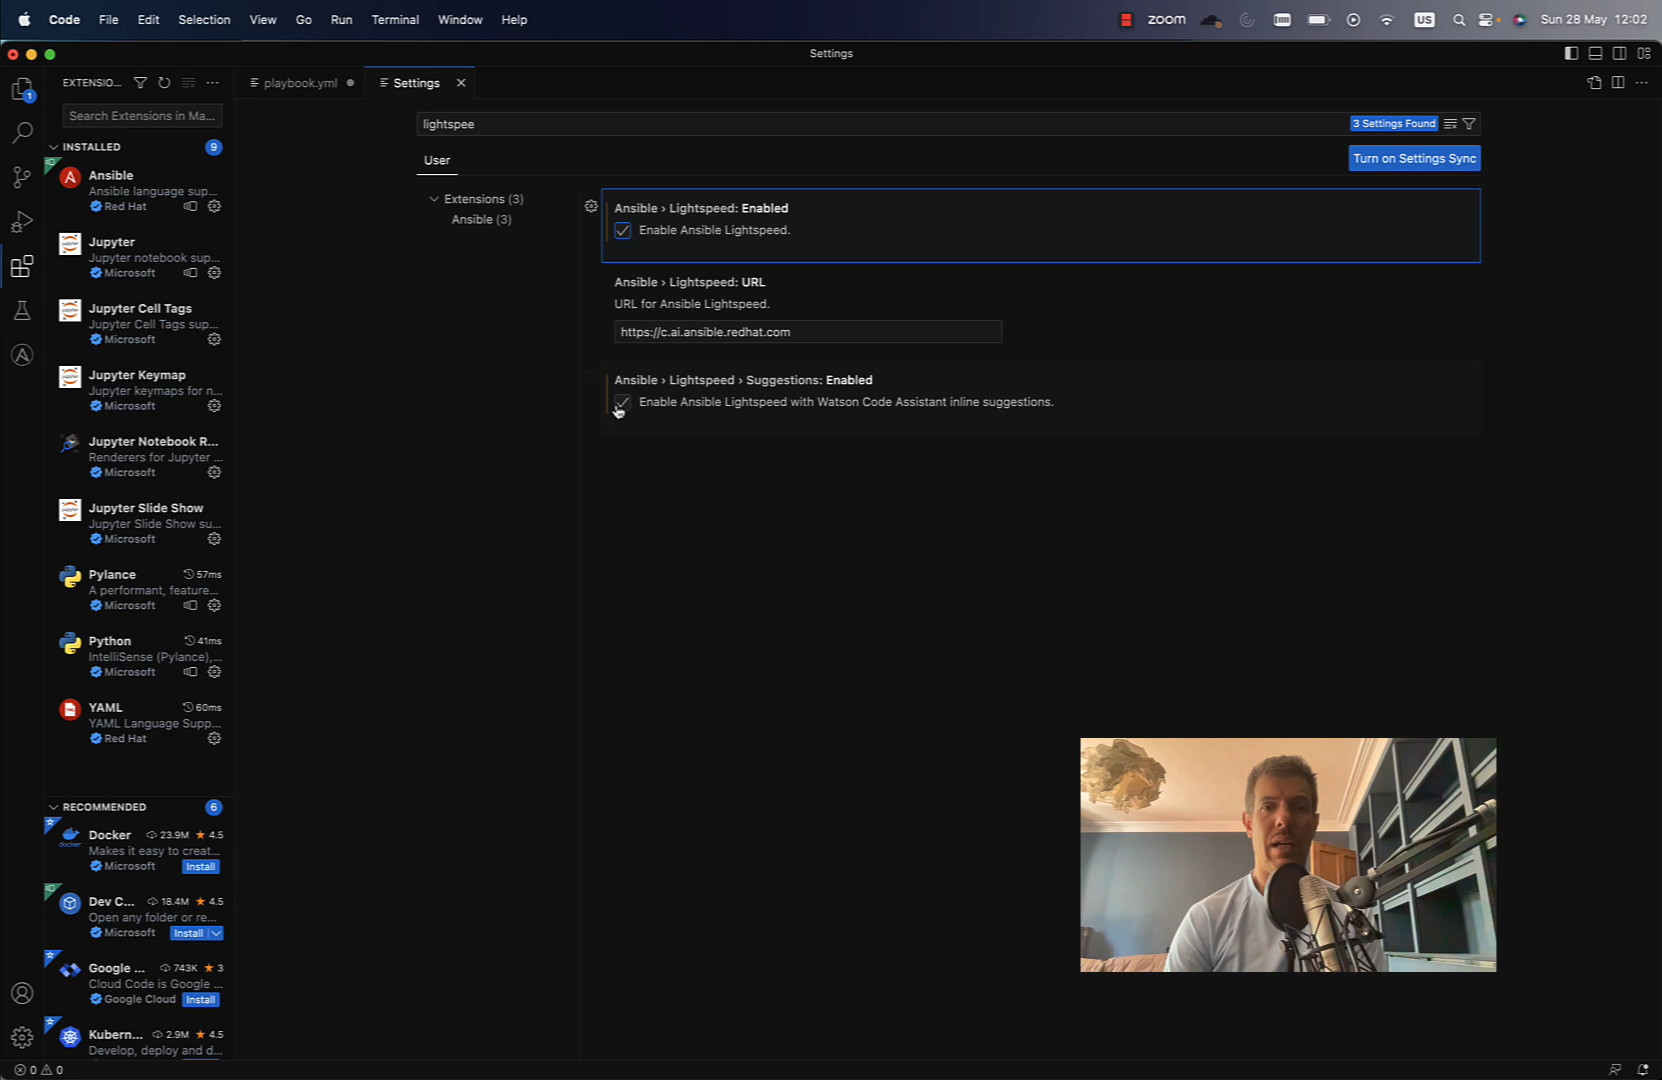 Code File Edit Selection View Go Run Terminal Window Help
zoom US Sun 28 May 12:02
Settings
EXTENSIO... playbook.yml Settings
1
Search Extensions in Ma...
lightspee 3 Settings Found
INSTALLED 9
User Turn on Settings Sync
Ansible
Ansible language sup...
Red Hat
Jupyter
Jupyter notebook sup...
Microsoft
Jupyter Cell Tags
Jupyter Cell Tags sup...
Microsoft
Jupyter Keymap
Jupyter keymaps for n...
Microsoft
Jupyter Notebook R...
Renderers for Jupyter ...
Microsoft
Jupyter Slide Show
Jupyter Slide Show su...
Microsoft
Pylance 57ms
A performant, feature...
Microsoft
Python 41ms
IntelliSense (Pylance),...
Microsoft
YAML 60ms
YAML Language Supp...
Red Hat
RECOMMENDED 6
Docker 23.9M 4.5
Makes it easy to creat...
Microsoft Install
docker
Dev C... 18.4M 4.5
Open any folder or re...
Microsoft Install
Google ... 743K 3
Cloud Code is Google ...
Google Cloud Install
Kubern... 2.9M 4.5
Develop, deploy and d...
Extensions (3)
Ansible (3)
Ansible › Lightspeed: Enabled
Enable Ansible Lightspeed.
Ansible › Lightspeed: URL
URL for Ansible Lightspeed.
https://c.ai.ansible.redhat.com
Ansible › Lightspeed › Suggestions: Enabled
Enable Ansible Lightspeed with Watson Code Assistant inline suggestions.
0 0